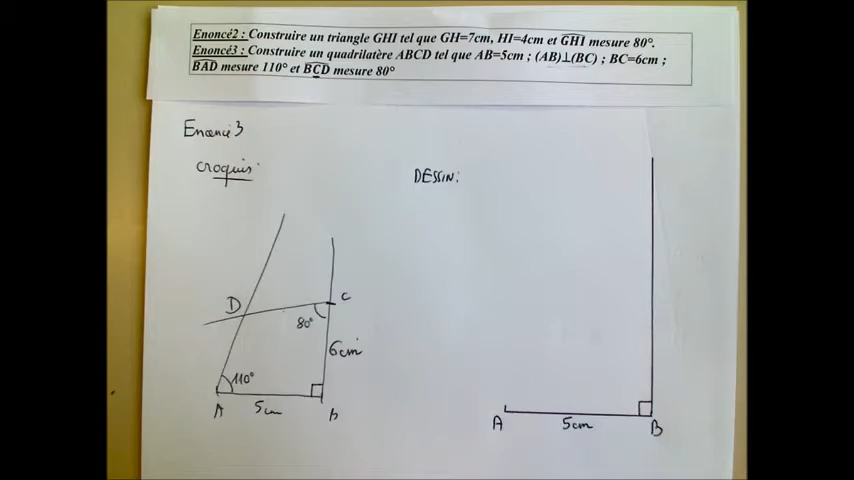 Enoncé2 : Construire un triangle GHI tel que GH=7cm, HI=4cm et GHI mesure 80°.
Enoncé3 : Construire un quadrilatère ABCD tel que AB=5cm ; (AB)⊥(BC) ; BC=6cm ;
BAD mesure 110° et BCD mesure 80°
Enoncé 3
croquis:
DESSIN:
D
C
80°
6cm
110°
A
5cm
B
A
5cm
B